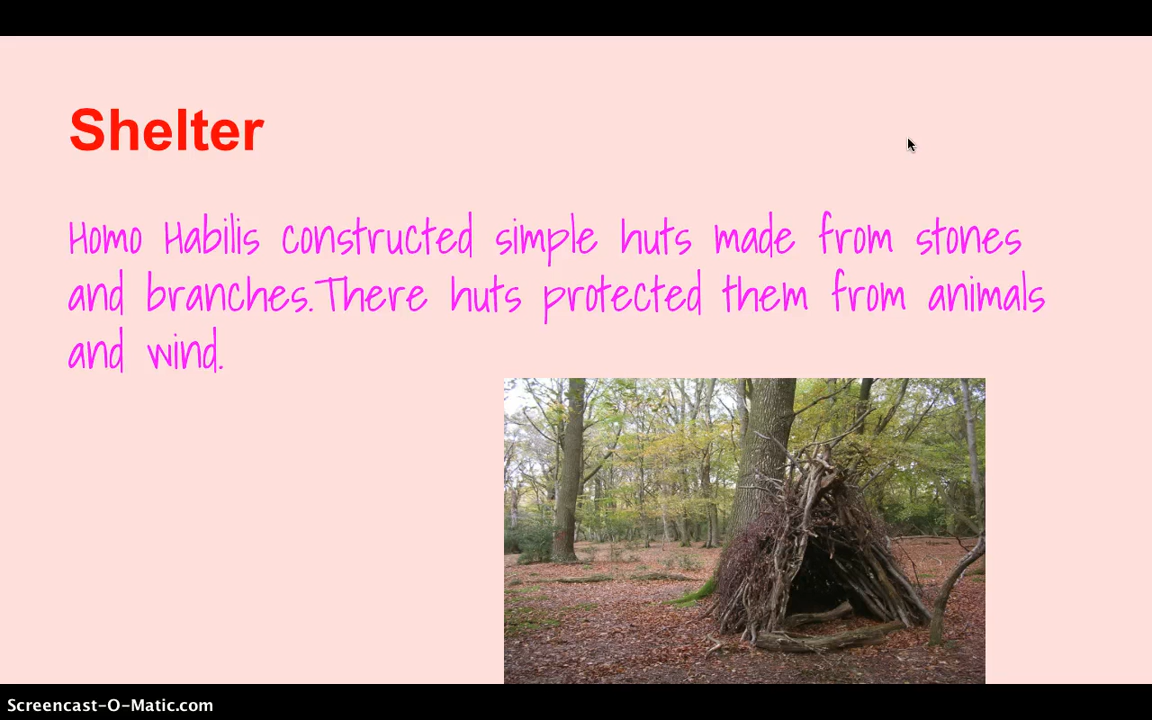 Shelter
Homo Habilis constructed simple huts made from stones
and branches.There huts protected them from animals
and wind.
Screencast-O-Matic.com